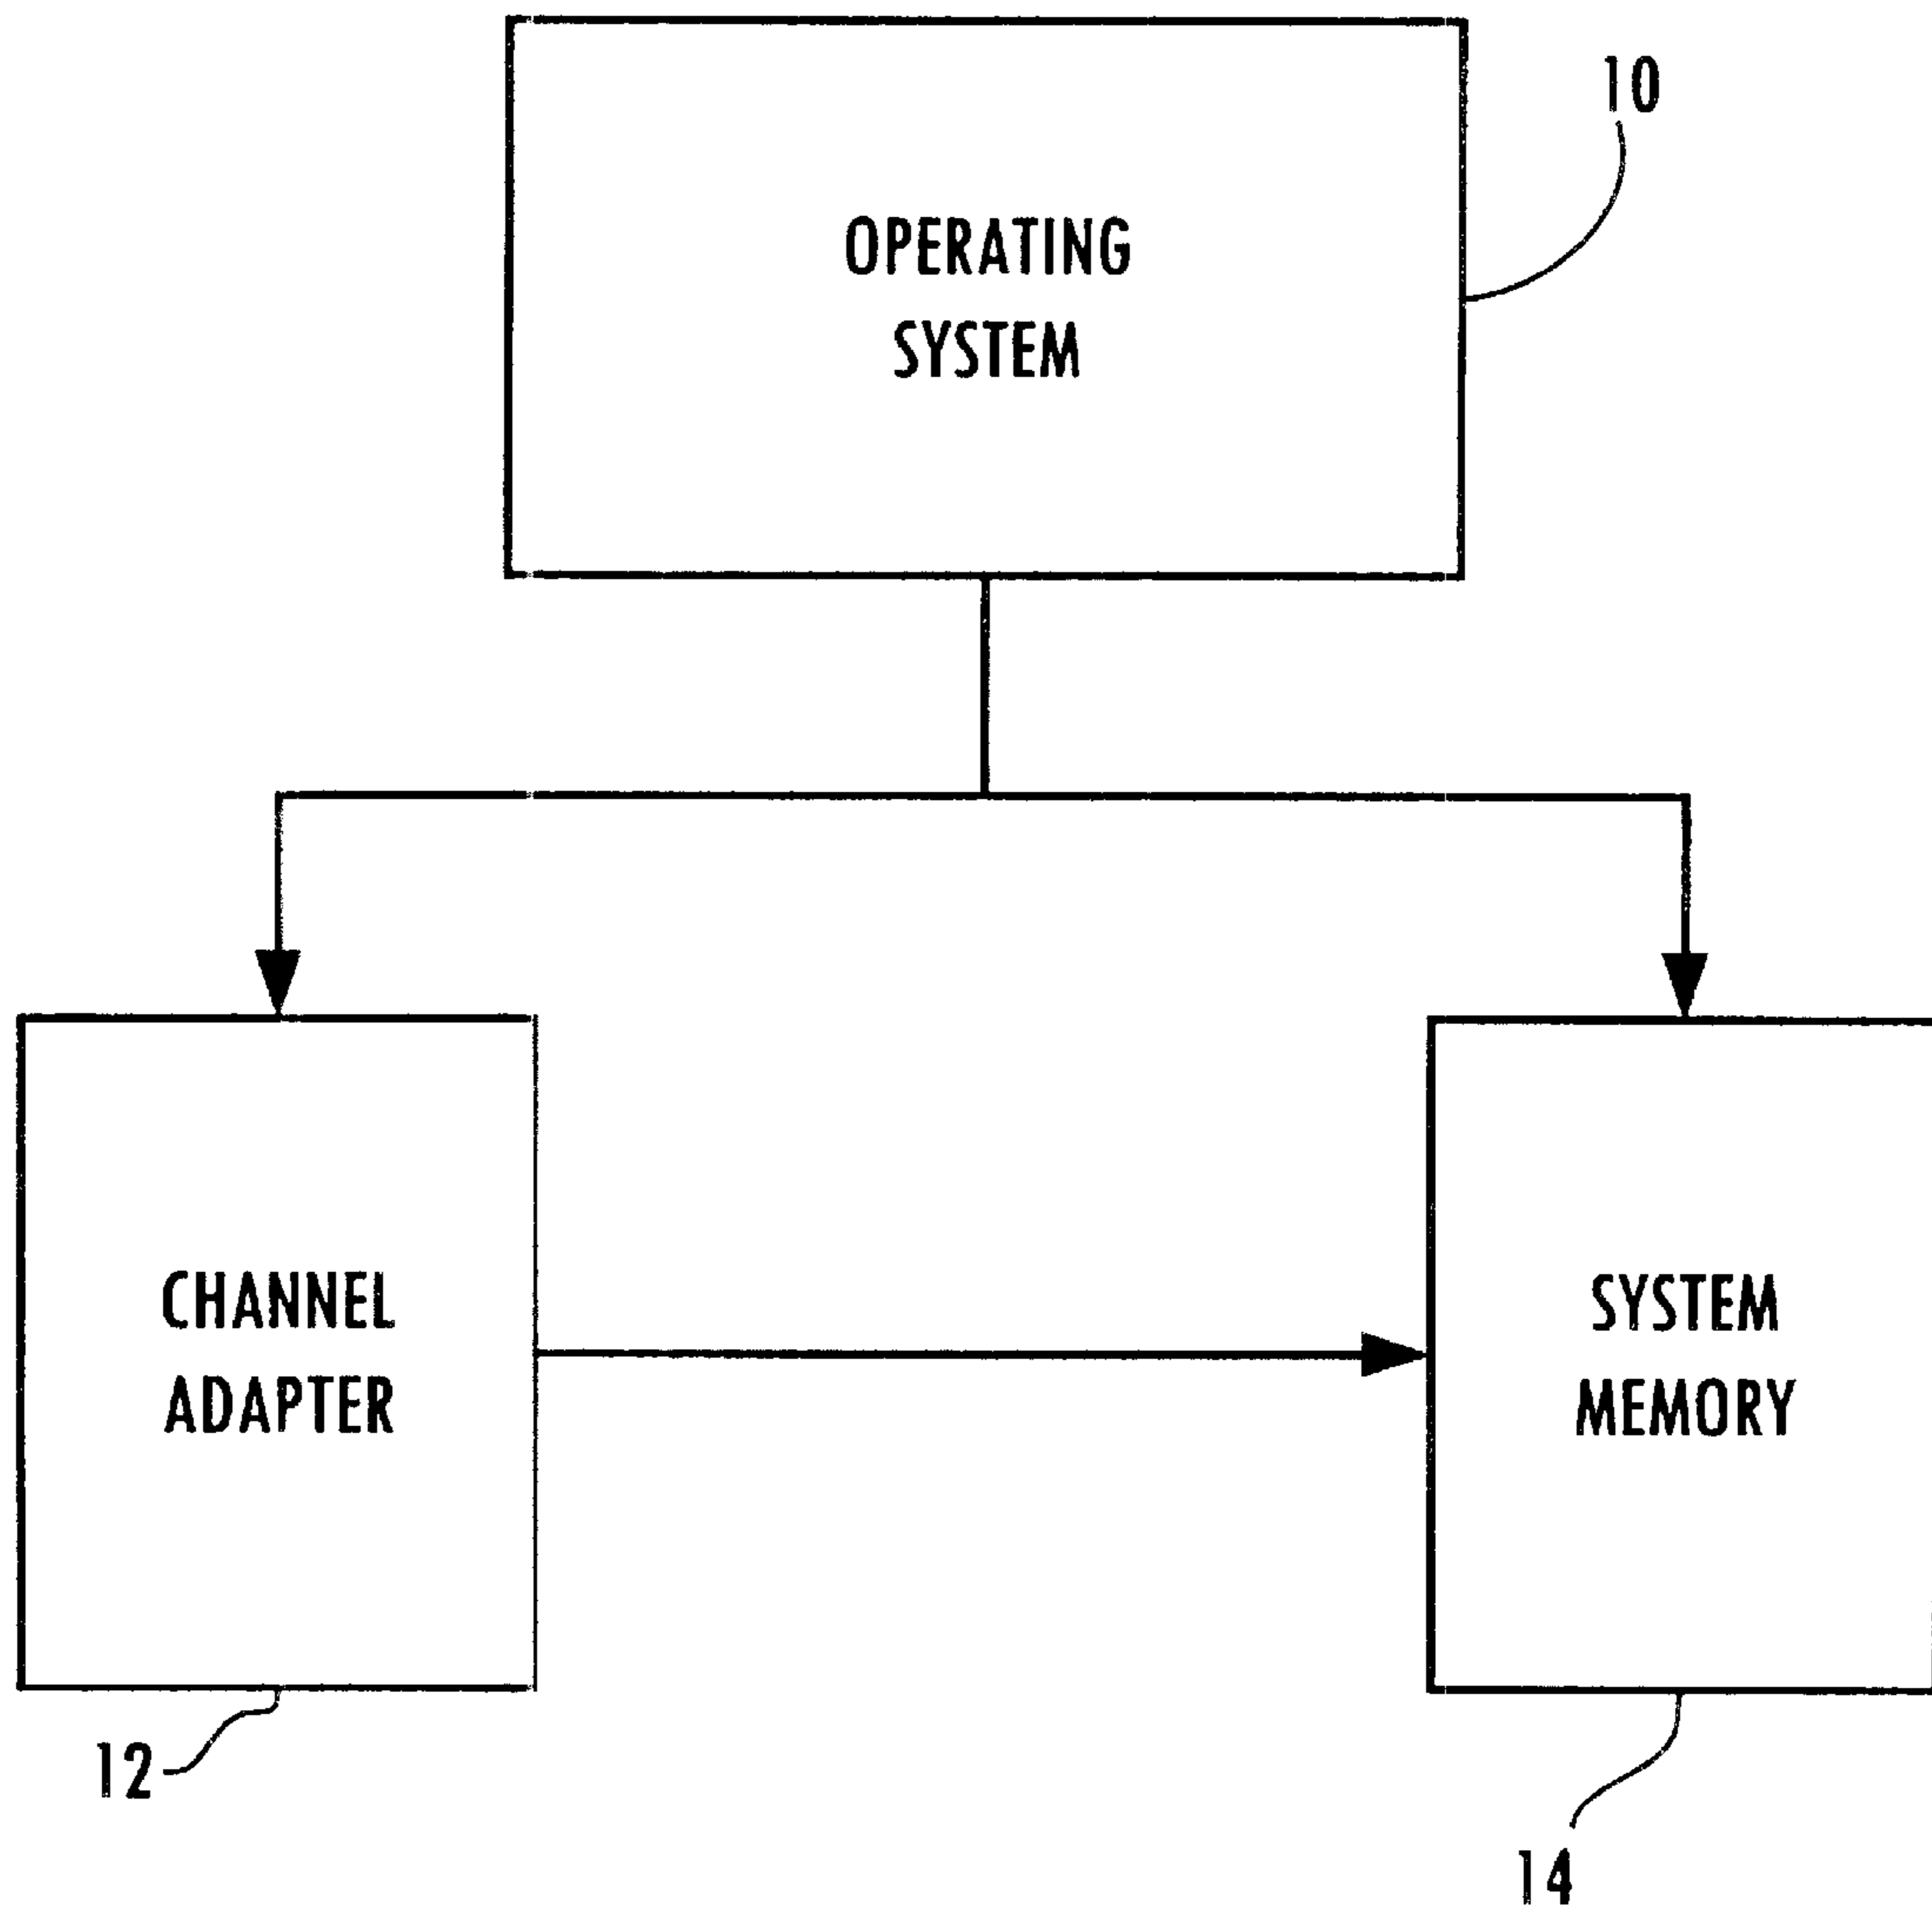 10
OPERATING
SYSTEM
CHANNEL
ADAPTER
SYSTEM
MEMORY
12
14